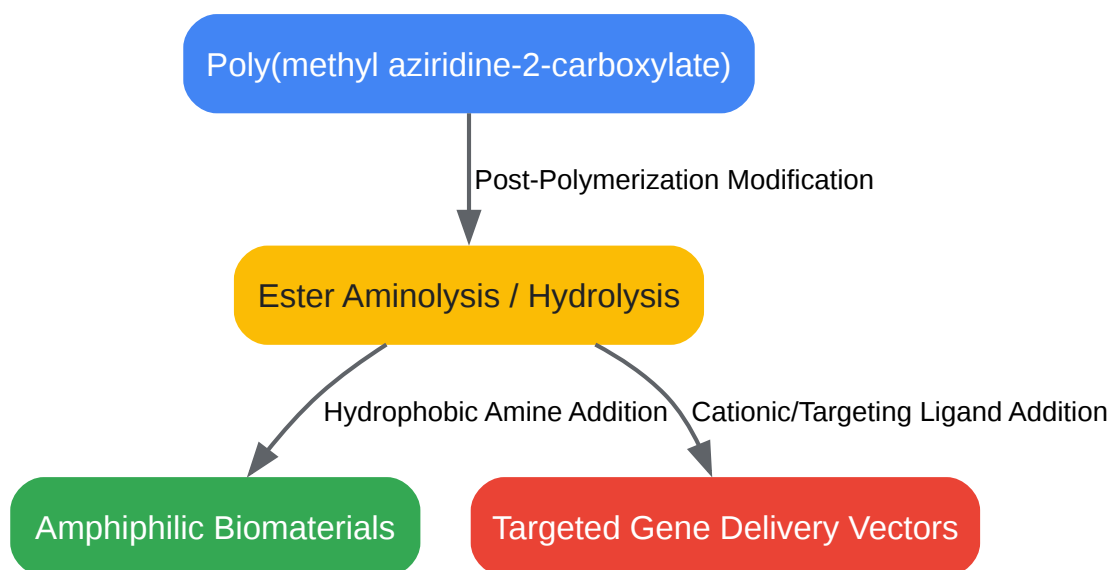 Poly(methyl aziridine-2-carboxylate)
Post-Polymerization Modification
Ester Aminolysis / Hydrolysis
Hydrophobic Amine Addition
Cationic/Targeting Ligand Addition
Amphiphilic Biomaterials
Targeted Gene Delivery Vectors